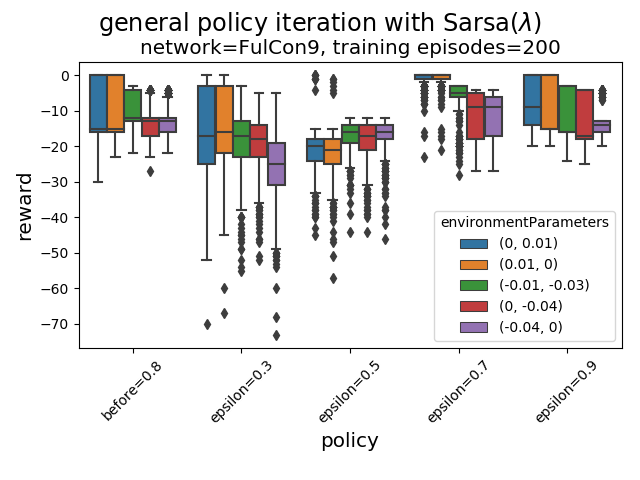 general policy iteration with Sarsa(λ)
network=FulCon9, training episodes=200
reward
0
−10
−20
−30
−40
−50
−60
−70
environmentParameters
(0, 0.01)
(0.01, 0)
(-0.01, -0.03)
(0, -0.04)
(-0.04, 0)
before=0.8
epsilon=0.3
epsilon=0.5
epsilon=0.7
epsilon=0.9
policy